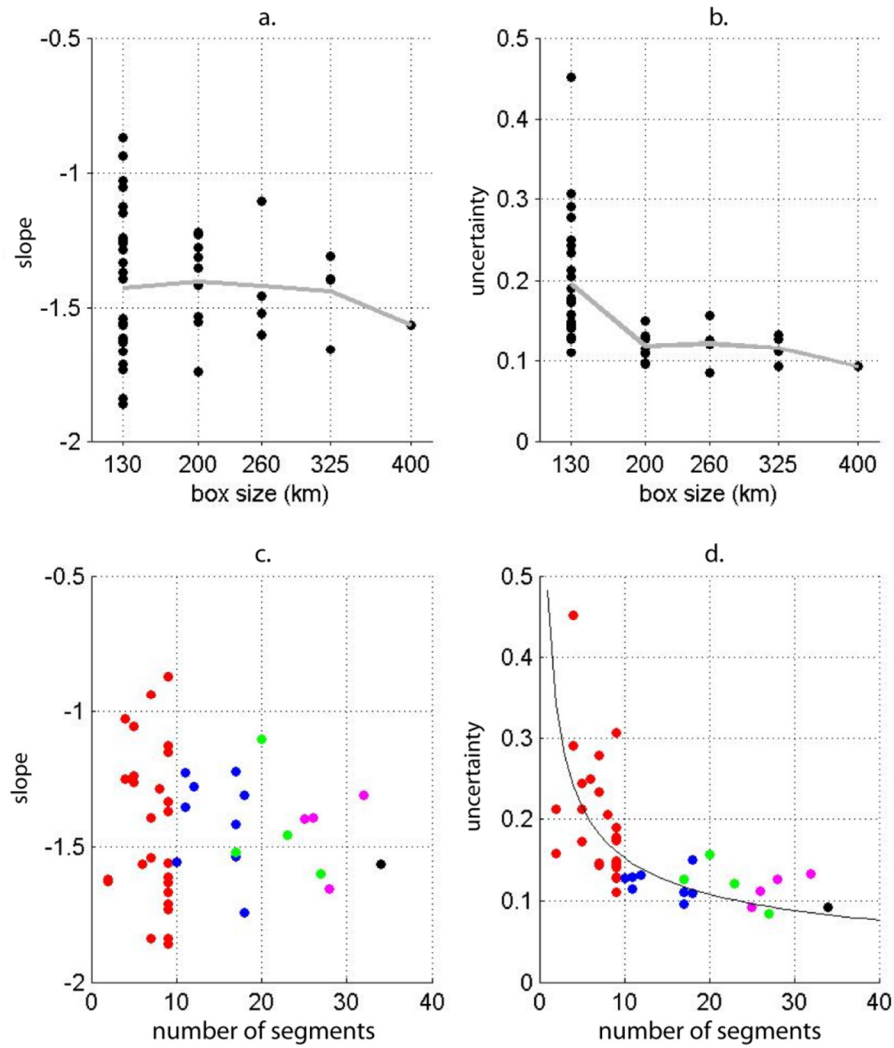 a.
-0.5
-1
-1.5
-2
slope
130 200 260 325 400
box size (km)
b.
0.5
0.4
0.3
0.2
0.1
0
uncertainty
130 200 260 325 400
box size (km)
c.
-0.5
-1
-1.5
-2
slope
0 10 20 30 40
number of segments
d.
0.5
0.4
0.3
0.2
0.1
0
uncertainty
0 10 20 30 40
number of segments